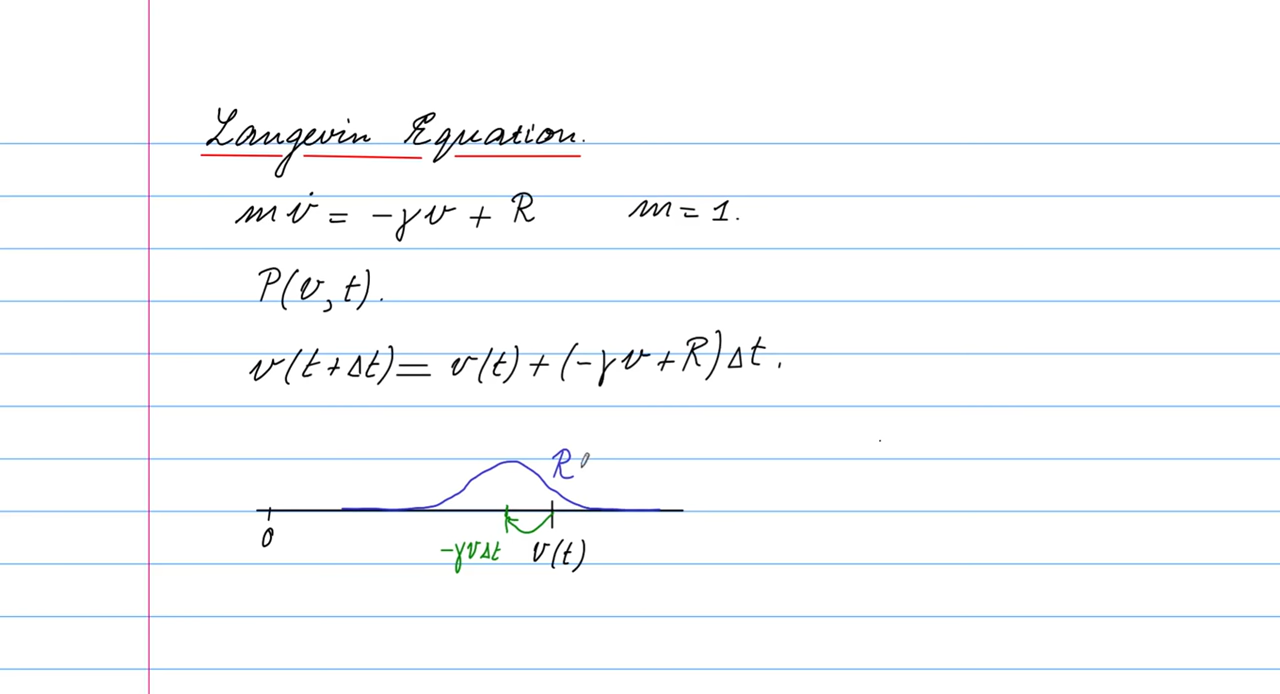 Langevin Equation.
mv̇ = -γv + R m = 1.
P(v,t).
v(t+Δt) = v(t) + (-γv + R)Δt.
R
0 -γvΔt v(t)